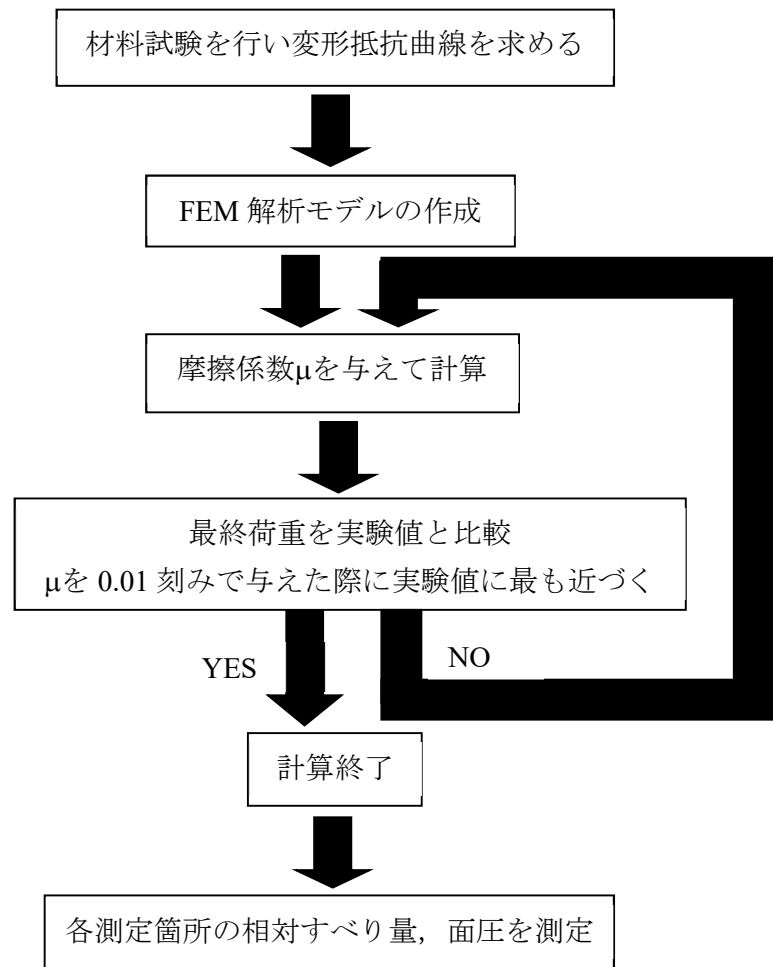 材料試験を行い変形抵抗曲線を求める
FEM 解析モデルの作成
摩擦係数μを与えて計算
最終荷重を実験値と比較
μを 0.01 刻みで与えた際に実験値に最も近づく
YES
NO
計算終了
各測定箇所の相対すべり量，面圧を測定